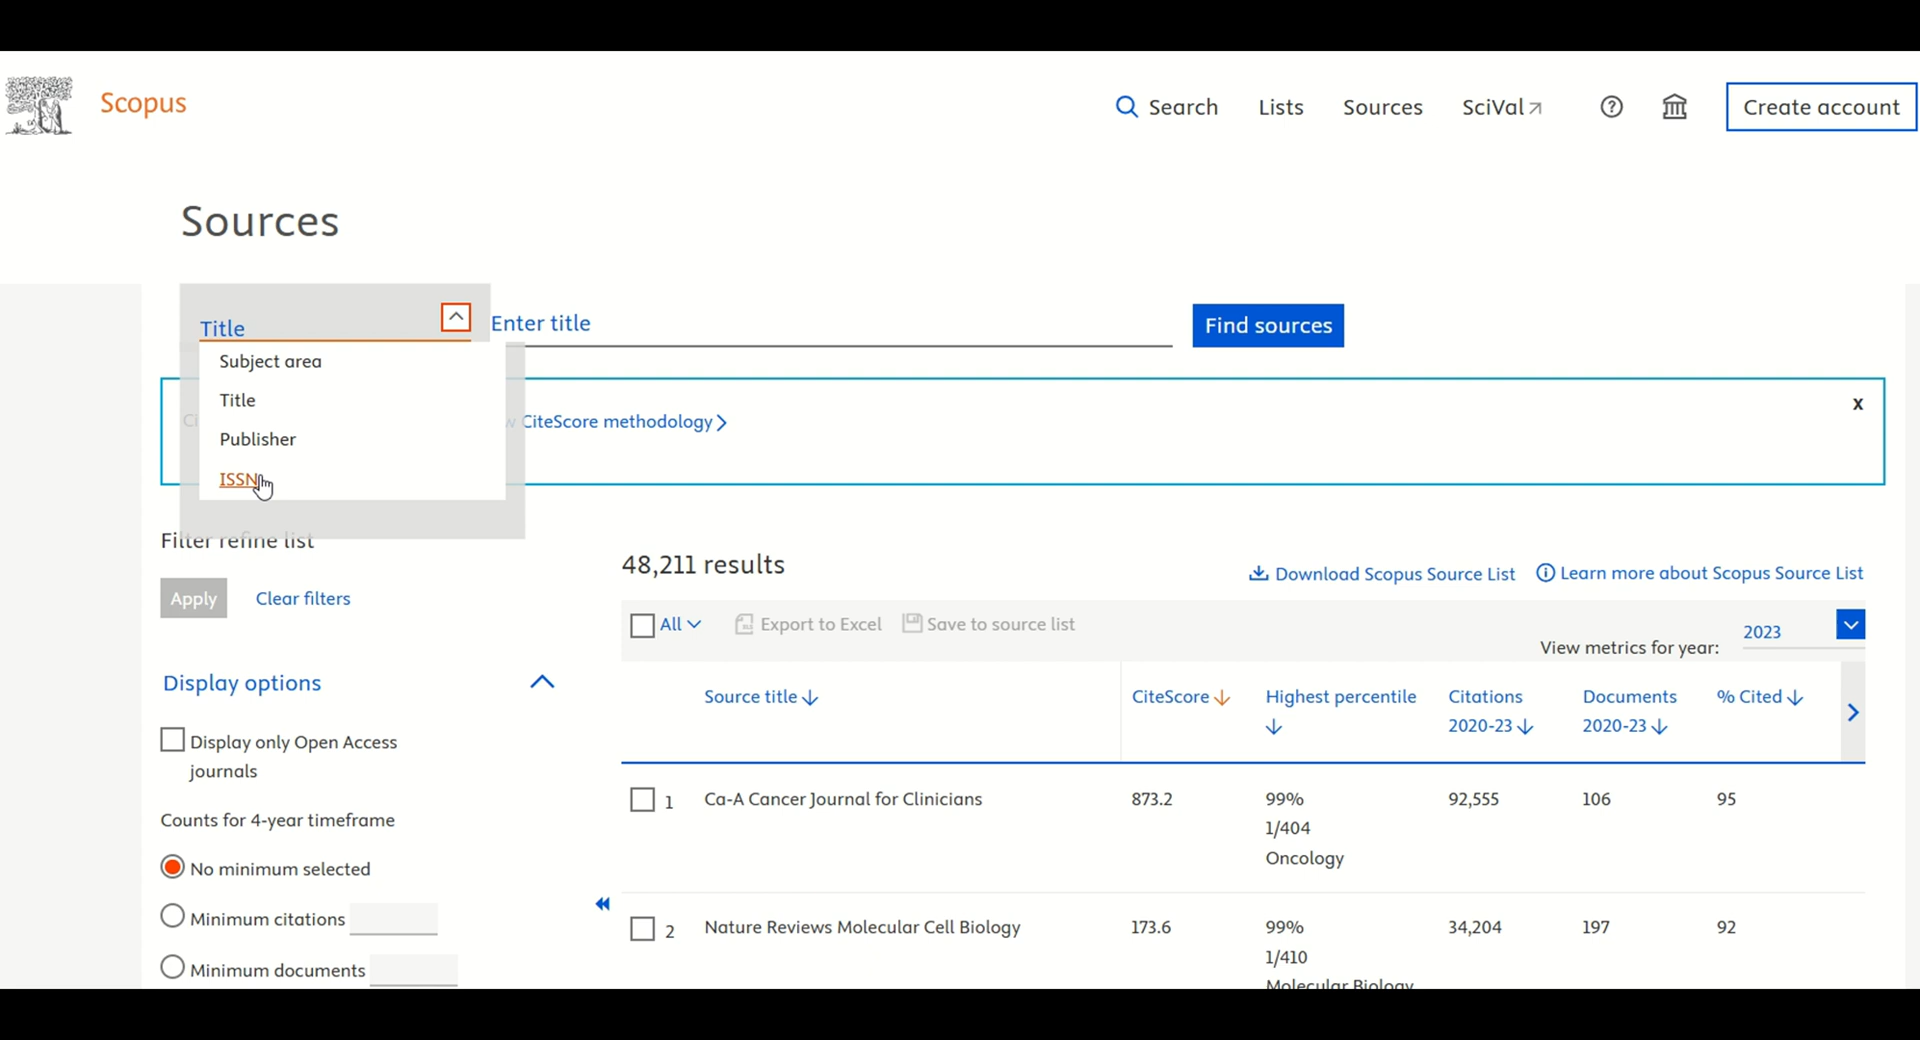 Scopus
Search
Lists
Sources
SciVal
Create account
Sources
Title
Enter title
Find sources
Subject area
Title
Publisher
ISSN
CiteScore methodology
x
Filter refine list
Apply
Clear filters
48,211 results
Download Scopus Source List
Learn more about Scopus Source List
All
Export to Excel
Save to source list
View metrics for year:
2023
Display options
Source title
CiteScore
Highest percentile
Citations
2020-23
Documents
2020-23
% Cited
Display only Open Access
journals
Counts for 4-year timeframe
No minimum selected
Minimum citations
Minimum documents
1 Ca-A Cancer Journal for Clinicians 873.2 99% 92,555 106 95
1/404
Oncology
2 Nature Reviews Molecular Cell Biology 173.6 99% 34,204 197 92
1/410
Molecular Biology